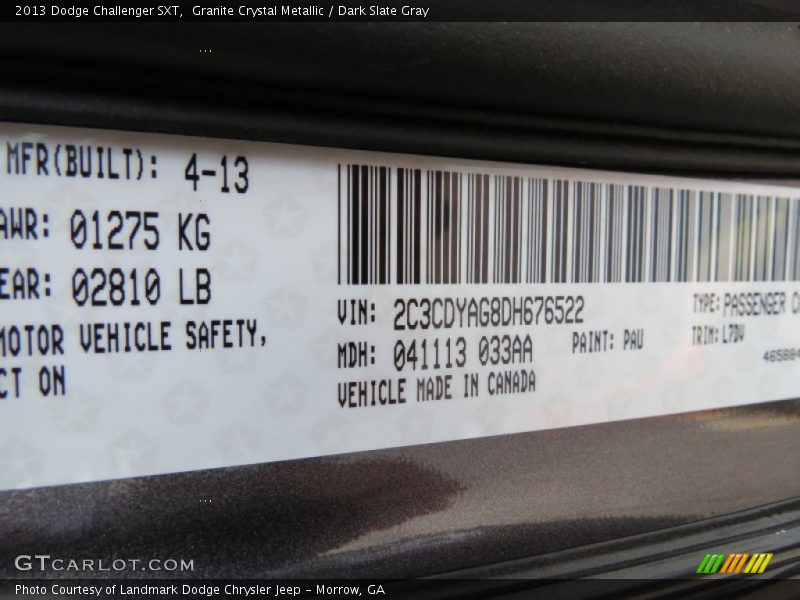 2013 Dodge Challenger SXT,  Granite Crystal Metallic / Dark Slate Gray
MFR(BUILT): 4-13
AWR: 01275 KG
EAR: 02810 LB
MOTOR VEHICLE SAFETY,
CT ON
VIN: 2C3CDYAG8DH676522
TYPE: PASSENGER C
MDH: 041113 033AA
PAINT: PAU
TRIM: L7DV
VEHICLE MADE IN CANADA
GTCARLOT.COM
Photo Courtesy of Landmark Dodge Chrysler Jeep - Morrow, GA